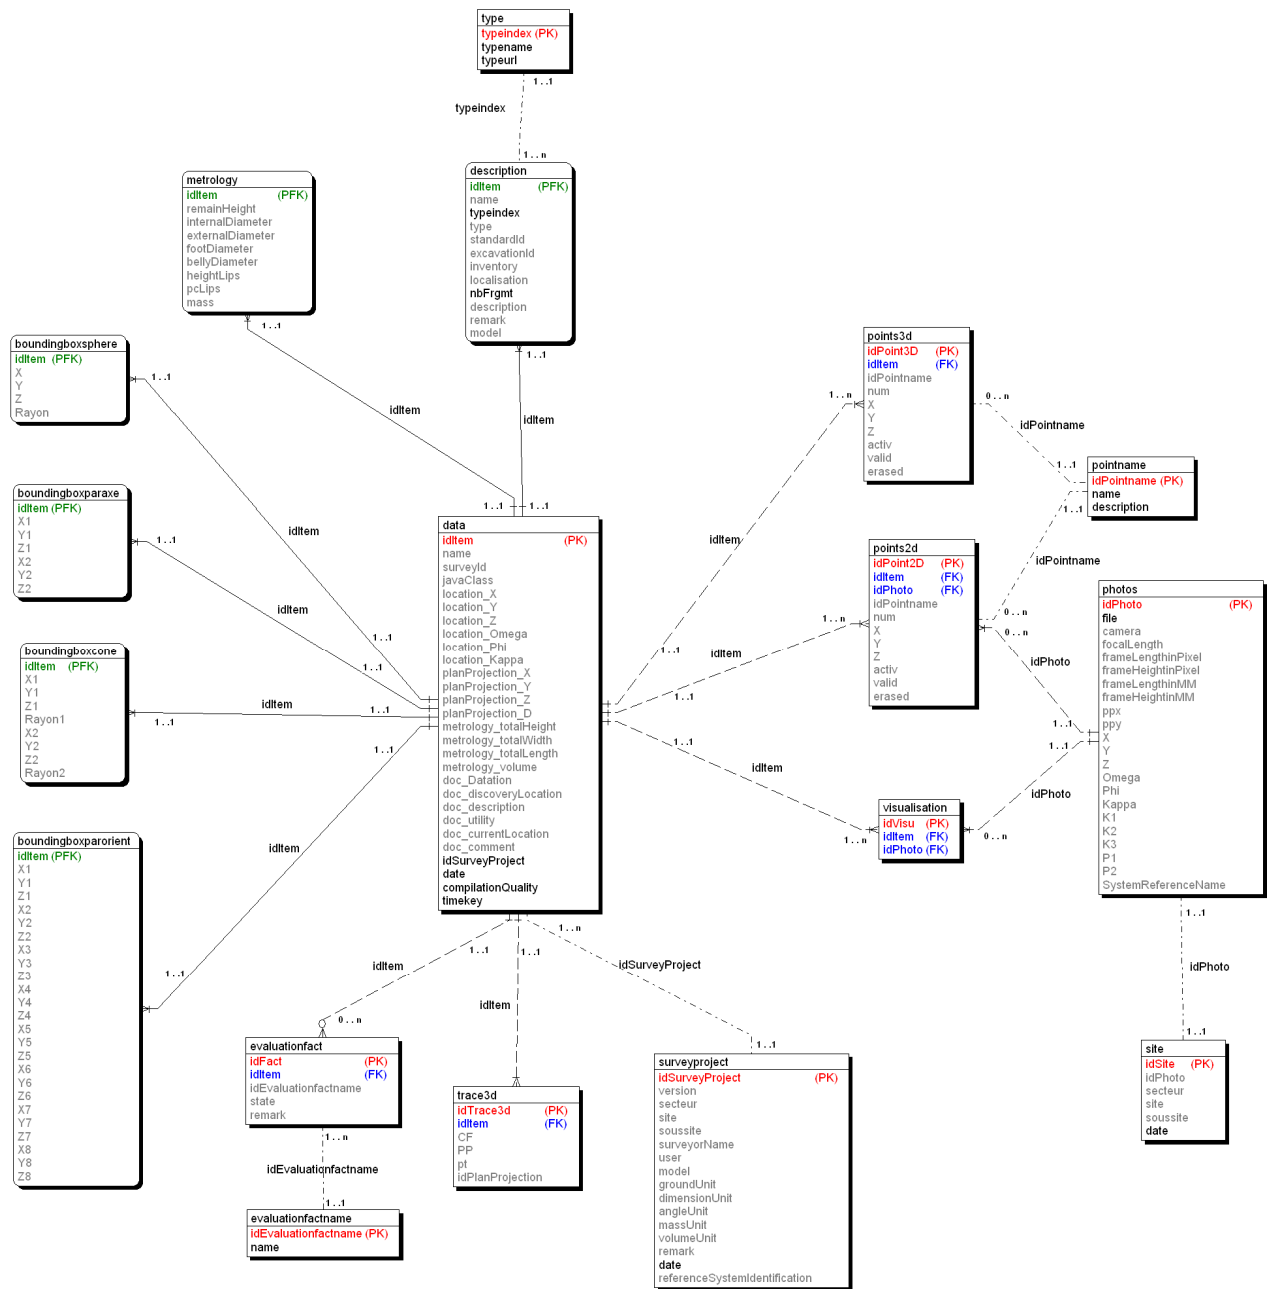 type
typeindex (PK)
typename
typeurl
1..1
typeindex
1..n
description
idItem (PFK)
name
typeindex
type
standardId
excavationId
inventory
localisation
nbFrgmt
description
remark
model
1..1
idItem
1..1
metrology
idItem (PFK)
remainHeight
internalDiameter
externalDiameter
footDiameter
bellyDiameter
heightLips
pcLips
mass
1..1
idItem
1..1
boundingboxsphere
idItem (PFK)
X
Y
Z
Rayon
1..1
idItem
1..1
boundingboxparaxe
idItem (PFK)
X1
Y1
Z1
X2
Y2
Z2
1..1
idItem
1..1
boundingboxcone
idItem (PFK)
X1
Y1
Z1
Rayon1
X2
Y2
Z2
Rayon2
1..1
idItem
1..1
boundingboxparorient
idItem (PFK)
X1
Y1
Z1
X2
Y2
Z2
X3
Y3
Z3
X4
Y4
Z4
X5
Y5
Z5
X6
Y6
Z6
X7
Y7
Z7
X8
Y8
Z8
1..1
idItem
1..1
data
idItem (PK)
name
surveyId
javaClass
location_X
location_Y
location_Z
location_Omega
location_Phi
location_Kappa
planProjection_X
planProjection_Y
planProjection_Z
planProjection_D
metrology_totalHeight
metrology_totalWidth
metrology_totalLength
metrology_volume
doc_Datation
doc_discoveryLocation
doc_description
doc_utility
doc_currentLocation
doc_comment
idSurveyProject
date
compilationQuality
timekey
points3d
idPoint3D (PK)
idItem (FK)
idPointname
num
X
Y
Z
activ
valid
erased
1..n
idItem
1..1
0..n
idPointname
1..1
pointname
idPointname (PK)
name
description
1..1
idPointname
0..n
points2d
idPoint2D (PK)
idItem (FK)
idPhoto (FK)
idPointname
num
X
Y
Z
activ
valid
erased
1..n
idItem
1..1
0..n
idPhoto
1..1
photos
idPhoto (PK)
file
camera
focalLength
frameLengthinPixel
frameHeightinPixel
frameLengthinMM
frameHeightinMM
ppx
ppy
X
Y
Z
Omega
Phi
Kappa
K1
K2
K3
P1
P2
SystemReferenceName
1..1
idPhoto
0..n
visualisation
idVisu (PK)
idItem (FK)
idPhoto (FK)
1..1
idItem
1..n
1..1
idPhoto
1..1
site
idSite (PK)
idPhoto
secteur
site
soussite
date
1..1
idItem
0..n
evaluationfact
idFact (PK)
idItem (FK)
idEvaluationfactname
state
remark
1..n
idEvaluationfactname
1..1
evaluationfactname
idEvaluationfactname (PK)
name
1..1
idItem
trace3d
idTrace3d (PK)
idItem (FK)
CF
PP
pt
idPlanProjection
1..n
idSurveyProject
1..1
surveyproject
idSurveyProject (PK)
version
secteur
site
soussite
surveyorName
user
model
groundUnit
dimensionUnit
angleUnit
massUnit
volumeUnit
remark
date
referenceSystemIdentification